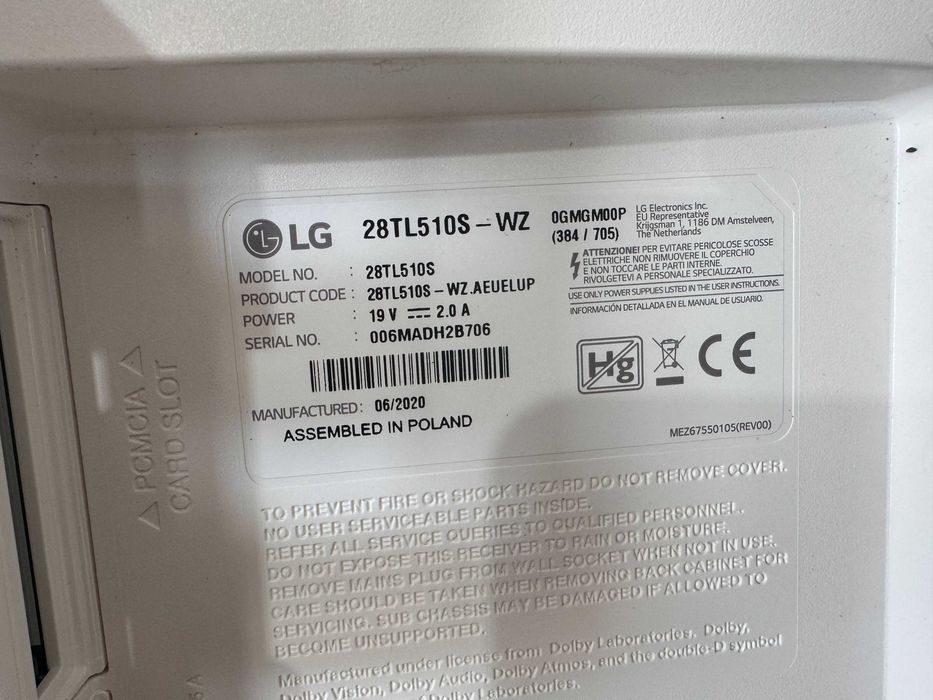 LG
28TL510S-WZ
0GMGM00P
(384 / 705)
LG Electronics Inc.
EU Representative
Krijgsman 1, 1186 DM Amstelveen,
The Netherlands
MODEL NO. : 28TL510S
PRODUCT CODE : 28TL510S-WZ.AEUELUP
POWER : 19 V ⎓ 2.0 A
SERIAL NO. : 006MADH2B706
ATTENZIONE! PER EVITARE PERICOLOSE SCOSSE
ELETTRICHE NON RIMUOVERE IL COPERCHIO
E NON TOCCARE LE PARTI INTERNE.
RIVOLGETEVI A PERSONALE SPECIALIZZATO.
USE ONLY POWER SUPPLIES LISTED IN THE USER INSTRUCTIONS.
INFORMACIÓN DETALLADA EN EL MANUAL DE USUARIO.
Hg
CE
MANUFACTURED: 06/2020
ASSEMBLED IN POLAND
MEZ67550105(REV00)
PCMCIA
CARD SLOT
TO PREVENT FIRE OR SHOCK HAZARD DO NOT REMOVE COVER.
NO USER SERVICEABLE PARTS INSIDE.
REFER ALL SERVICE QUERIES TO QUALIFIED PERSONNEL.
DO NOT EXPOSE THIS RECEIVER TO RAIN OR MOISTURE.
REMOVE MAINS PLUG FROM WALL SOCKET WHEN NOT IN USE.
CARE SHOULD BE TAKEN WHEN REMOVING BACK CABINET FOR
SERVICING. SUB CHASSIS MAY BE DAMAGED IF ALLOWED TO
BECOME UNSUPPORTED.
Manufactured under license from Dolby Laboratories. Dolby,
Dolby Vision, Dolby Audio, Dolby Atmos, and the double-D symbol
of Dolby Laboratories.